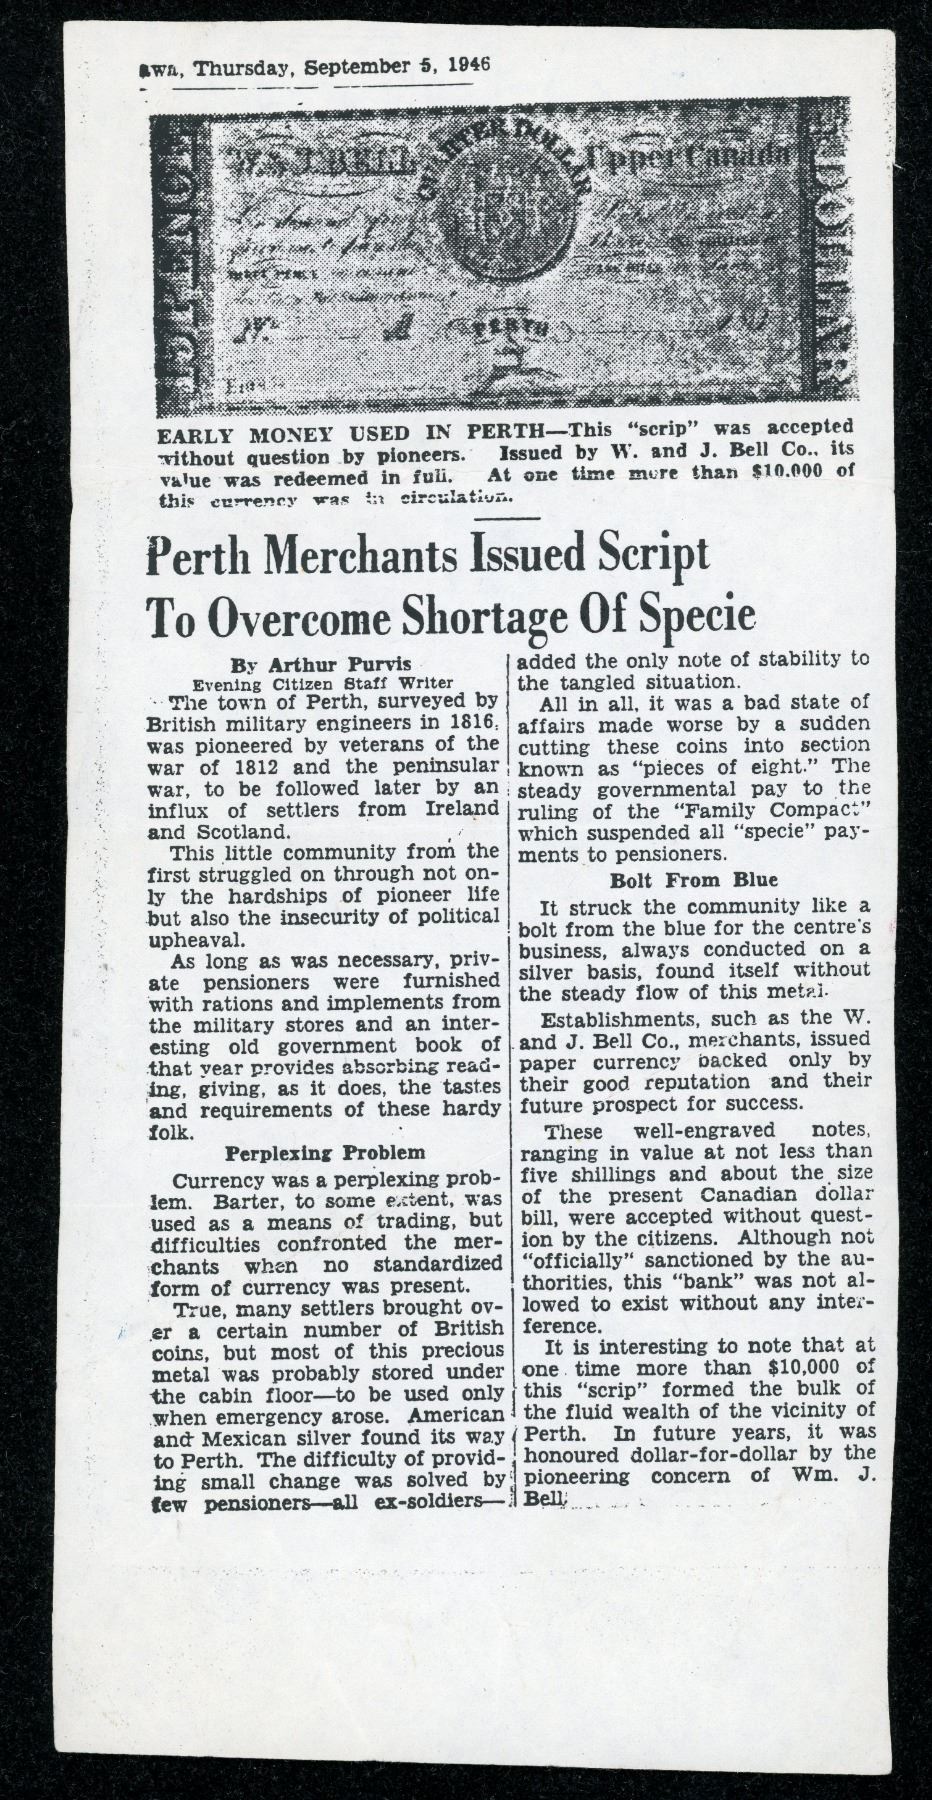 awn, Thursday, September 5, 1946
15 PENCE
W. & J. BELL
QUARTER DOLLAR
Upper Canada
PERTH
¼ DOLLAR
EARLY MONEY USED IN PERTH—This "scrip" was accepted
without question by pioneers. Issued by W. and J. Bell Co., its
value was redeemed in full. At one time more than $10.000 of
this currency was in circulation.
Perth Merchants Issued Script
To Overcome Shortage Of Specie
By Arthur Purvis
Evening Citizen Staff Writer
The town of Perth, surveyed by
British military engineers in 1816,
was pioneered by veterans of the
war of 1812 and the peninsular
war, to be followed later by an
influx of settlers from Ireland
and Scotland.
This little community from the
first struggled on through not on-
ly the hardships of pioneer life
but also the insecurity of political
upheaval.
As long as was necessary, priv-
ate pensioners were furnished
with rations and implements from
the military stores and an inter-
esting old government book of
that year provides absorbing read-
ing, giving, as it does, the tastes
and requirements of these hardy
folk.
Perplexing Problem
Currency was a perplexing prob-
lem. Barter, to some extent, was
used as a means of trading, but
difficulties confronted the mer-
chants when no standardized
form of currency was present.
True, many settlers brought ov-
er a certain number of British
coins, but most of this precious
metal was probably stored under
the cabin floor—to be used only
when emergency arose. American
and Mexican silver found its way
to Perth. The difficulty of provid-
ing small change was solved by
few pensioners—all ex-soldiers—
added the only note of stability to
the tangled situation.
All in all, it was a bad state of
affairs made worse by a sudden
cutting these coins into section
known as "pieces of eight." The
steady governmental pay to the
ruling of the "Family Compact"
which suspended all "specie" pay-
ments to pensioners.
Bolt From Blue
It struck the community like a
bolt from the blue for the centre's
business, always conducted on a
silver basis, found itself without
the steady flow of this metal.
Establishments, such as the W.
and J. Bell Co., merchants, issued
paper currency backed only by
their good reputation and their
future prospect for success.
These well-engraved notes,
ranging in value at not less than
five shillings and about the size
of the present Canadian dollar
bill, were accepted without quest-
ion by the citizens. Although not
"officially" sanctioned by the au-
thorities, this "bank" was not al-
lowed to exist without any inter-
ference.
It is interesting to note that at
one time more than $10,000 of
this "scrip" formed the bulk of
the fluid wealth of the vicinity of
Perth. In future years, it was
honoured dollar-for-dollar by the
pioneering concern of Wm. J.
Bell.